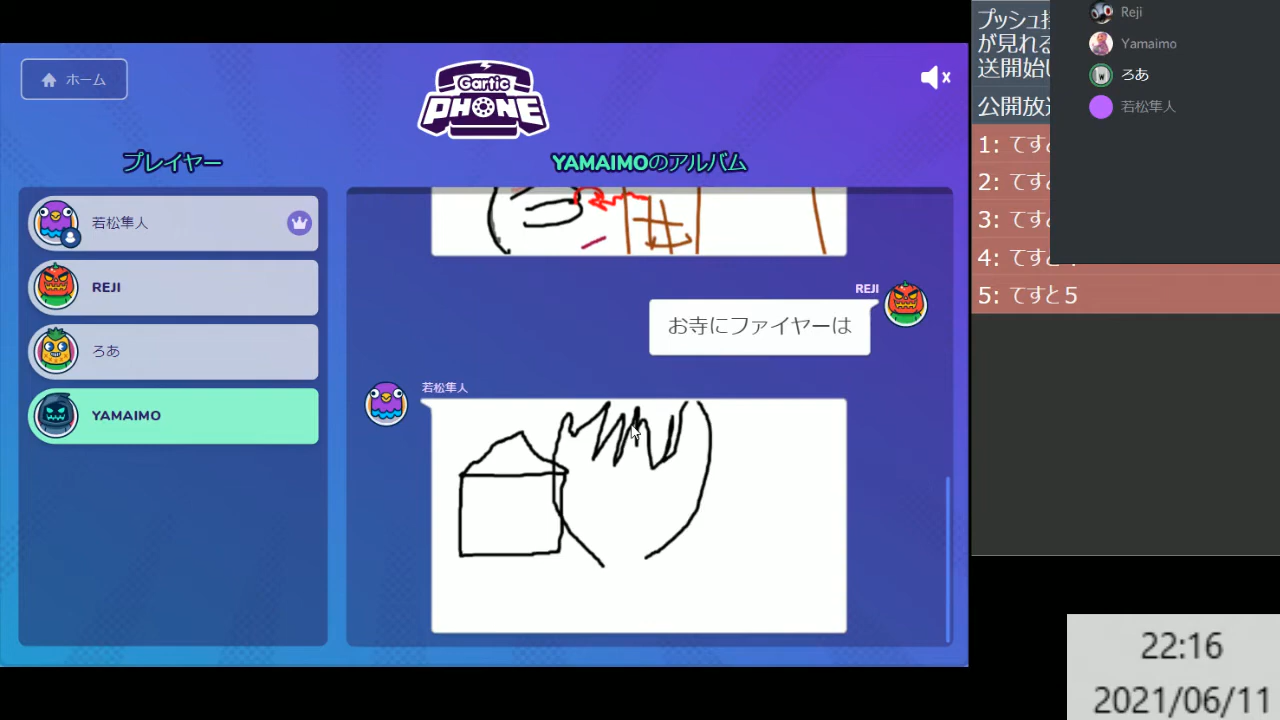 ホーム
Gartic
PHONE
プレイヤー
若松隼人
REJI
ろあ
YAMAIMO
YAMAIMOのアルバム
REJI
お寺にファイヤーは
若松隼人
が見れる
送開始
公開放送
1: てす
2: てす
3: てす
4: てすと
5: てすと5
Reji
Yamaimo
ろあ
若松隼人
22:16
2021/06/11